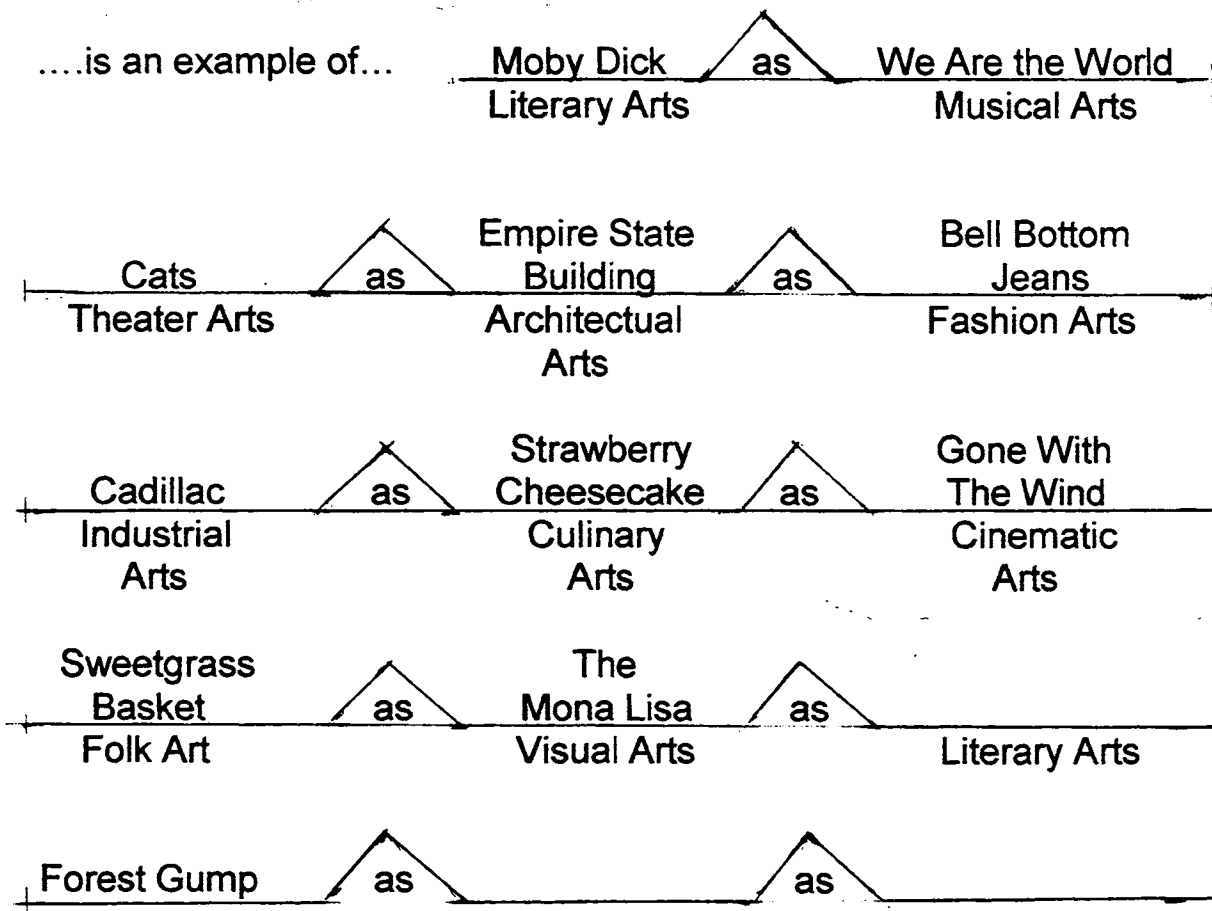 ....is an example of... Moby Dick as We Are the World
Literary Arts Musical Arts
Empire State Bell Bottom
Cats as Building as Jeans
Theater Arts Architectual Fashion Arts
Arts
Strawberry Gone With
Cadillac as Cheesecake as The Wind
Industrial Culinary Cinematic
Arts Arts Arts
Sweetgrass The
Basket as Mona Lisa as
Folk Art Visual Arts Literary Arts
Forest Gump as as